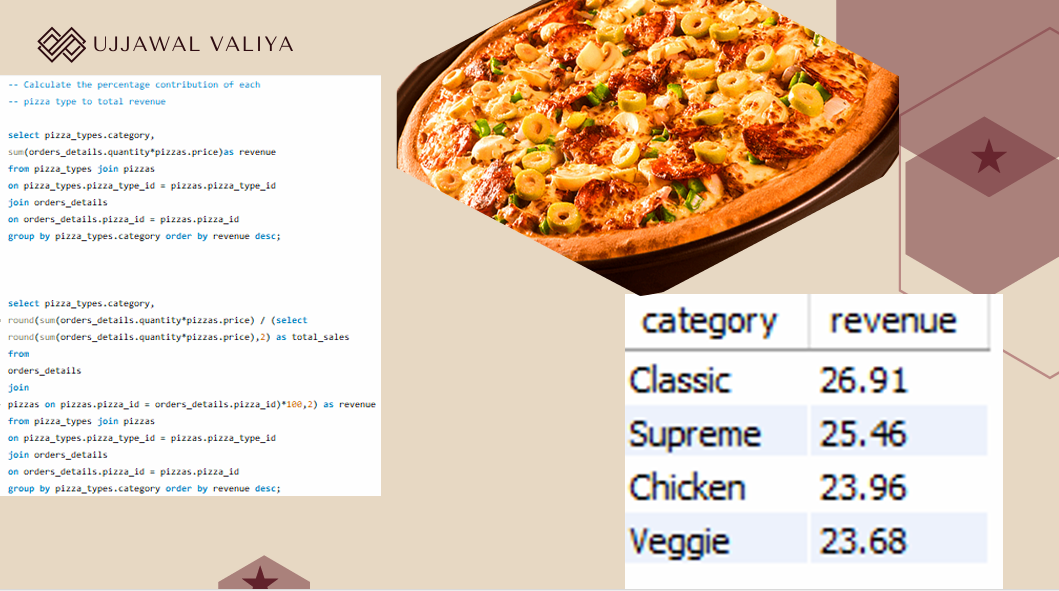 UJJAWAL VALIYA
-- Calculate the percentage contribution of each
-- pizza type to total revenue
select pizza_types.category,
sum(orders_details.quantity*pizzas.price)as revenue
from pizza_types join pizzas
on pizza_types.pizza_type_id = pizzas.pizza_type_id
join orders_details
on orders_details.pizza_id = pizzas.pizza_id
group by pizza_types.category order by revenue desc;
select pizza_types.category,
round(sum(orders_details.quantity*pizzas.price) / (select
round(sum(orders_details.quantity*pizzas.price),2) as total_sales
from
orders_details
join
pizzas on pizzas.pizza_id = orders_details.pizza_id)*100,2) as revenue
from pizza_types join pizzas
on pizza_types.pizza_type_id = pizzas.pizza_type_id
join orders_details
on orders_details.pizza_id = pizzas.pizza_id
group by pizza_types.category order by revenue desc;
category revenue
Classic 26.91
Supreme 25.46
Chicken 23.96
Veggie 23.68